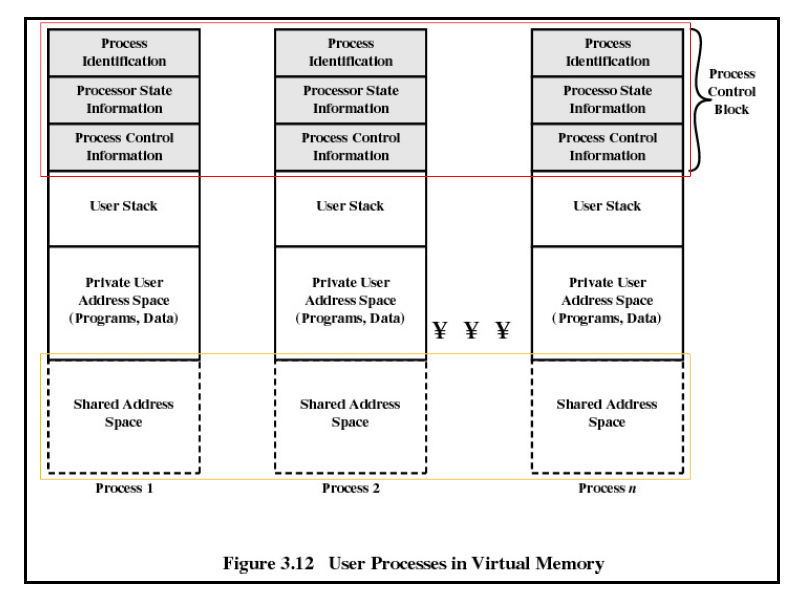 Process
Identification
Processor State
Information
Process Control
Information
User Stack
Private User
Address Space
(Programs, Data)
Shared Address
Space
Process 1
Process
Identification
Processor State
Information
Process Control
Information
User Stack
Private User
Address Space
(Programs, Data)
Shared Address
Space
Process 2
¥ ¥ ¥
Process
Identification
Processo State
Information
Process Control
Information
User Stack
Private User
Address Space
(Programs, Data)
Shared Address
Space
Process n
Process
Control
Block
Figure 3.12 User Processes in Virtual Memory